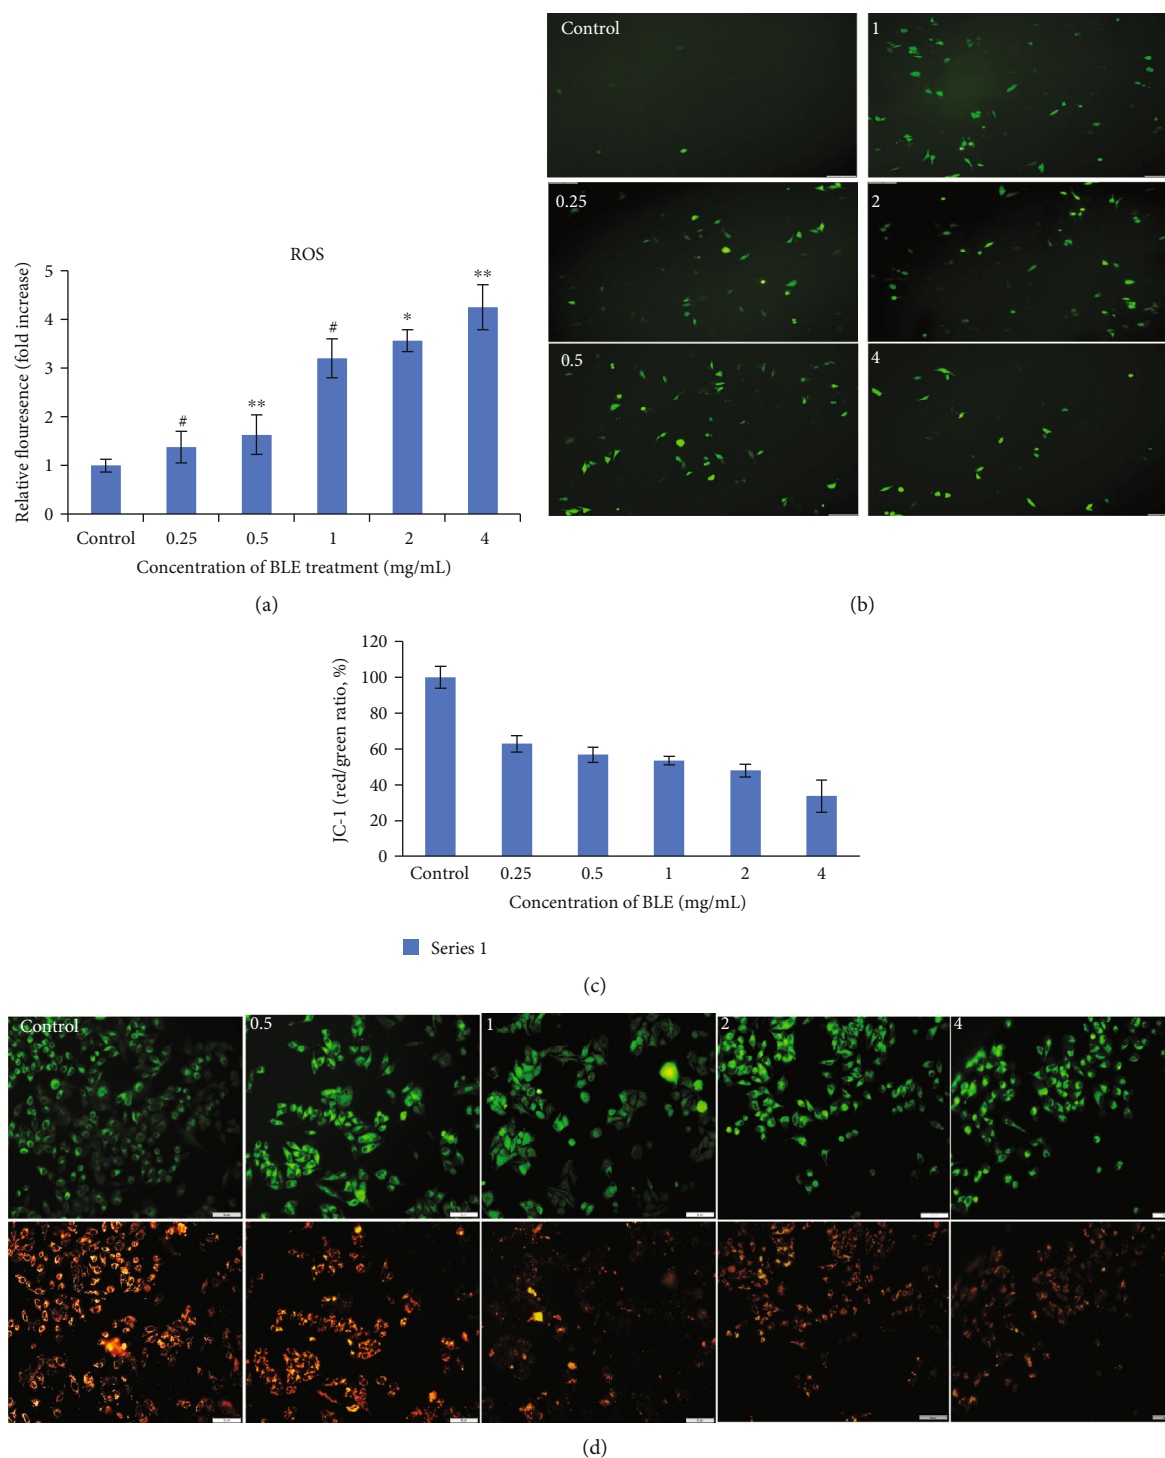 ROS
Relative flouresence (fold increase)
5
4
3
2
1
0
#
**
#
*
**
Control 0.25 0.5 1 2 4
Concentration of BLE treatment (mg/mL)
(a)
Control
1
0.25
2
0.5
4
(b)
JC-1 (red/green ratio, %)
120
100
80
60
40
20
0
Control 0.25 0.5 1 2 4
Concentration of BLE (mg/mL)
Series 1
(c)
Control 0.5 1 2 4
(d)